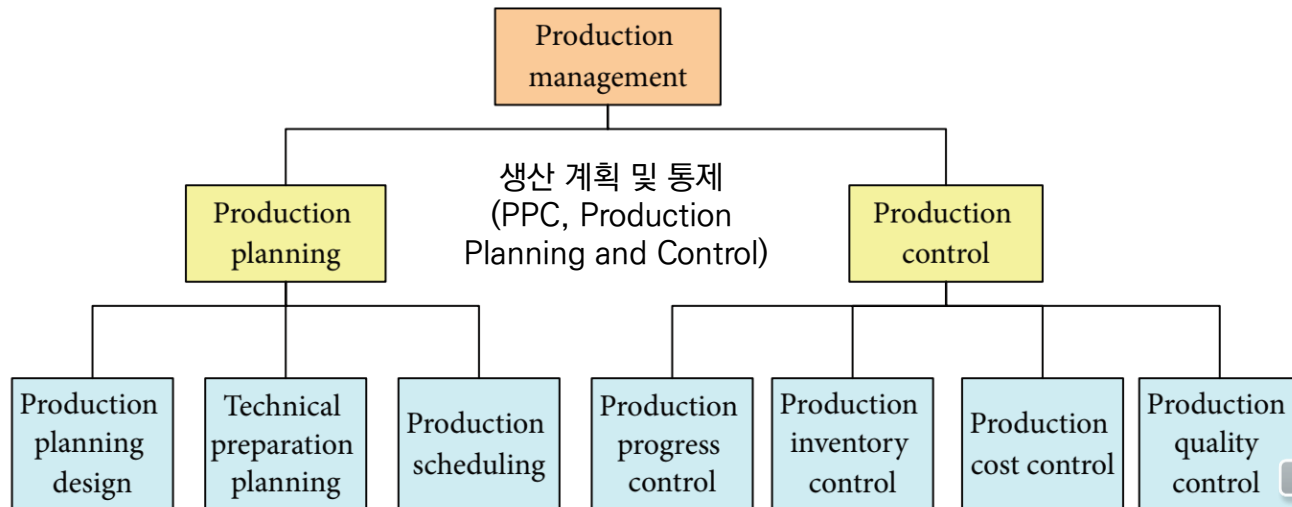 Production
management
생산 계획 및 통제
(PPC, Production
Planning and Control)
Production
planning
Production
control
Production
planning
design
Technical
preparation
planning
Production
scheduling
Production
progress
control
Production
inventory
control
Production
cost control
Production
quality
control